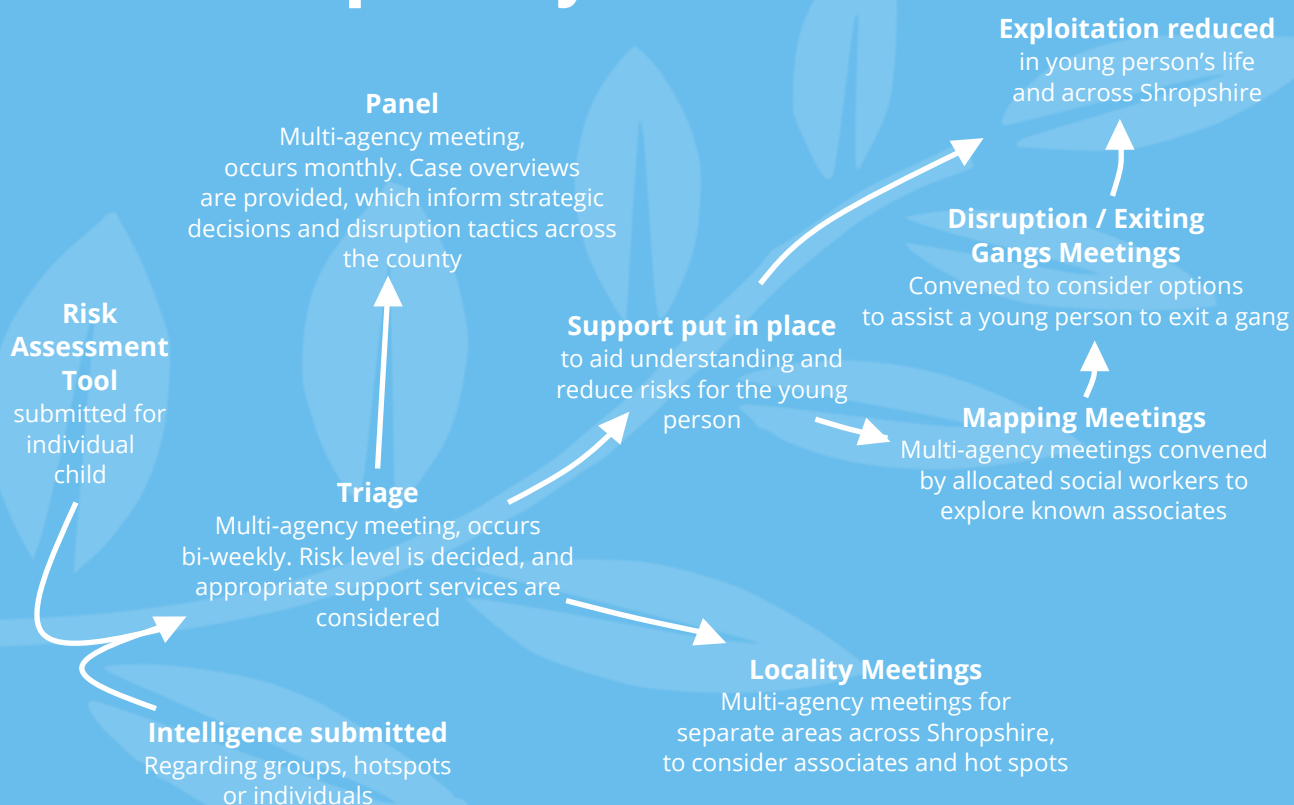 Exploitation reduced
in young person's life
and across Shropshire
Panel
Multi-agency meeting,
occurs monthly. Case overviews
are provided, which inform strategic
decisions and disruption tactics across
the county
Disruption / Exiting
Gangs Meetings
Convened to consider options
to assist a young person to exit a gang
Risk
Assessment
Tool
submitted for
individual
child
Support put in place
to aid understanding and
reduce risks for the young
person
Mapping Meetings
Multi-agency meetings convened
by allocated social workers to
explore known associates
Triage
Multi-agency meeting, occurs
bi-weekly. Risk level is decided, and
appropriate support services are
considered
Locality Meetings
Multi-agency meetings for
separate areas across Shropshire,
to consider associates and hot spots
Intelligence submitted
Regarding groups, hotspots
or individuals